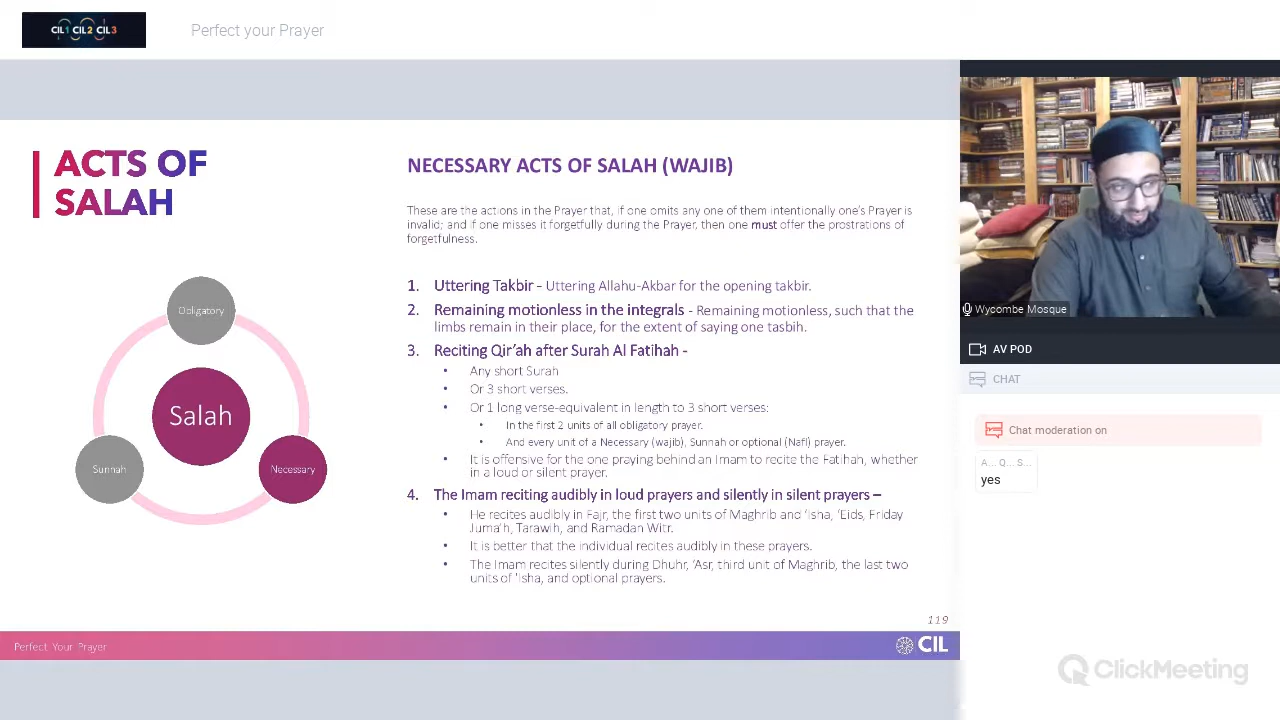 CIL1 CIL2 CIL3
Perfect your Prayer
ACTS OF
SALAH
Obligatory
Salah
Sunnah
Necessary
NECESSARY ACTS OF SALAH (WAJIB)
These are the actions in the Prayer that, if one omits any one of them intentionally one's Prayer is
invalid; and if one misses it forgetfully during the Prayer, then one must offer the prostrations of
forgetfulness.
1. Uttering Takbir - Uttering Allahu-Akbar for the opening takbir.
2. Remaining motionless in the integrals - Remaining motionless, such that the
limbs remain in their place, for the extent of saying one tasbih.
3. Reciting Qir'ah after Surah Al Fatihah -
• Any short Surah
• Or 3 short verses.
• Or 1 long verse-equivalent in length to 3 short verses:
• In the first 2 units of all obligatory prayer.
• And every unit of a Necessary (wajib), Sunnah or optional (Nafl) prayer.
• It is offensive for the one praying behind an Imam to recite the Fatihah, whether
in a loud or silent prayer.
4. The Imam reciting audibly in loud prayers and silently in silent prayers –
• He recites audibly in Fajr, the first two units of Maghrib and 'Isha, 'Eids, Friday
Juma'h, Tarawih, and Ramadan Witr.
• It is better that the individual recites audibly in these prayers.
• The Imam recites silently during Dhuhr, 'Asr, third unit of Maghrib, the last two
units of 'Isha, and optional prayers.
119
Perfect Your Prayer
CIL
Wycombe Mosque
AV POD
CHAT
Chat moderation on
A... Q... S...
yes
ClickMeeting